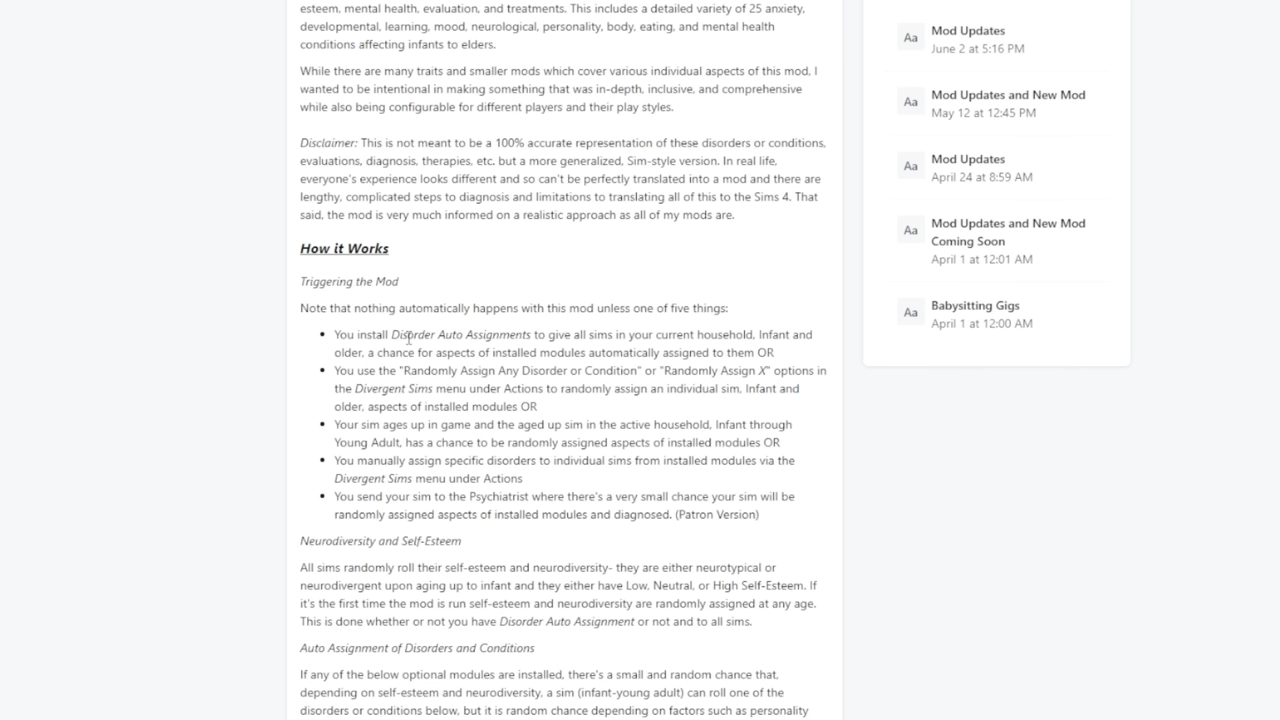 esteem, mental health, evaluation, and treatments. This includes a detailed variety of 25 anxiety,
developmental, learning, mood, neurological, personality, body, eating, and mental health
conditions affecting infants to elders.
While there are many traits and smaller mods which cover various individual aspects of this mod, I
wanted to be intentional in making something that was in-depth, inclusive, and comprehensive
while also being configurable for different players and their play styles.
Disclaimer: This is not meant to be a 100% accurate representation of these disorders or conditions,
evaluations, diagnosis, therapies, etc. but a more generalized, Sim-style version. In real life,
everyone's experience looks different and so can't be perfectly translated into a mod and there are
lengthy, complicated steps to diagnosis and limitations to translating all of this to the Sims 4. That
said, the mod is very much informed on a realistic approach as all of my mods are.
How it Works
Triggering the Mod
Note that nothing automatically happens with this mod unless one of five things:
• You install Disorder Auto Assignments to give all sims in your current household, Infant and
older, a chance for aspects of installed modules automatically assigned to them OR
• You use the "Randomly Assign Any Disorder or Condition" or "Randomly Assign X" options in
the Divergent Sims menu under Actions to randomly assign an individual sim, Infant and
older, aspects of installed modules OR
• Your sim ages up in game and the aged up sim in the active household, Infant through
Young Adult, has a chance to be randomly assigned aspects of installed modules OR
• You manually assign specific disorders to individual sims from installed modules via the
Divergent Sims menu under Actions
• You send your sim to the Psychiatrist where there's a very small chance your sim will be
randomly assigned aspects of installed modules and diagnosed. (Patron Version)
Neurodiversity and Self-Esteem
All sims randomly roll their self-esteem and neurodiversity- they are either neurotypical or
neurodivergent upon aging up to infant and they either have Low, Neutral, or High Self-Esteem. If
it's the first time the mod is run self-esteem and neurodiversity are randomly assigned at any age.
This is done whether or not you have Disorder Auto Assignment or not and to all sims.
Auto Assignment of Disorders and Conditions
If any of the below optional modules are installed, there's a small and random chance that,
depending on self-esteem and neurodiversity, a sim (infant-young adult) can roll one of the
disorders or conditions below, but it is random chance depending on factors such as personality
Aa
Mod Updates
June 2 at 5:16 PM
Aa
Mod Updates and New Mod
May 12 at 12:45 PM
Aa
Mod Updates
April 24 at 8:59 AM
Aa
Mod Updates and New Mod
Coming Soon
April 1 at 12:01 AM
Aa
Babysitting Gigs
April 1 at 12:00 AM